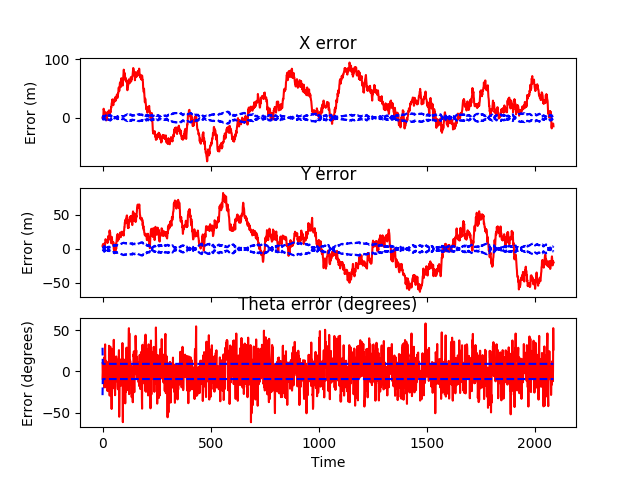 X error
100
0
Error (m)
Y error
50
0
−50
Error (m)
Theta error (degrees)
50
0
−50
Error (degrees)
0 500 1000 1500 2000
Time